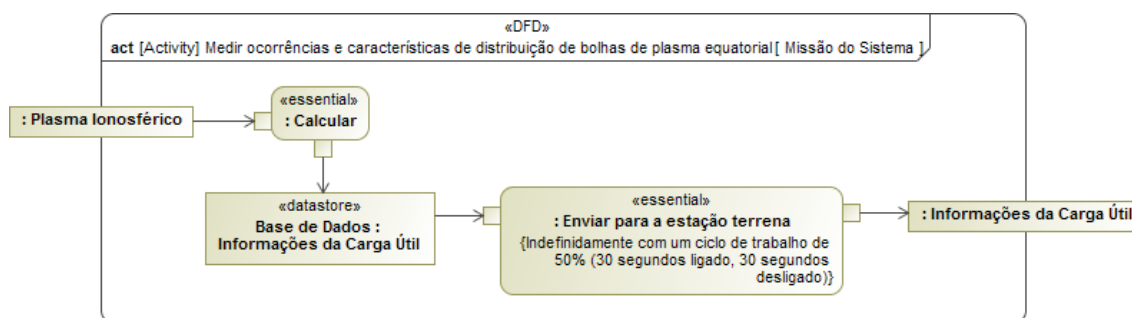 «DFD»
act [Activity] Medir ocorrências e características de distribuição de bolhas de plasma equatorial[ Missão do Sistema ]
: Plasma Ionosférico
«essential»
: Calcular
«datastore»
Base de Dados :
Informações da Carga Útil
«essential»
: Enviar para a estação terrena
{Indefinidamente com um ciclo de trabalho de
50% (30 segundos ligado, 30 segundos
desligado)}
: Informações da Carga Útil